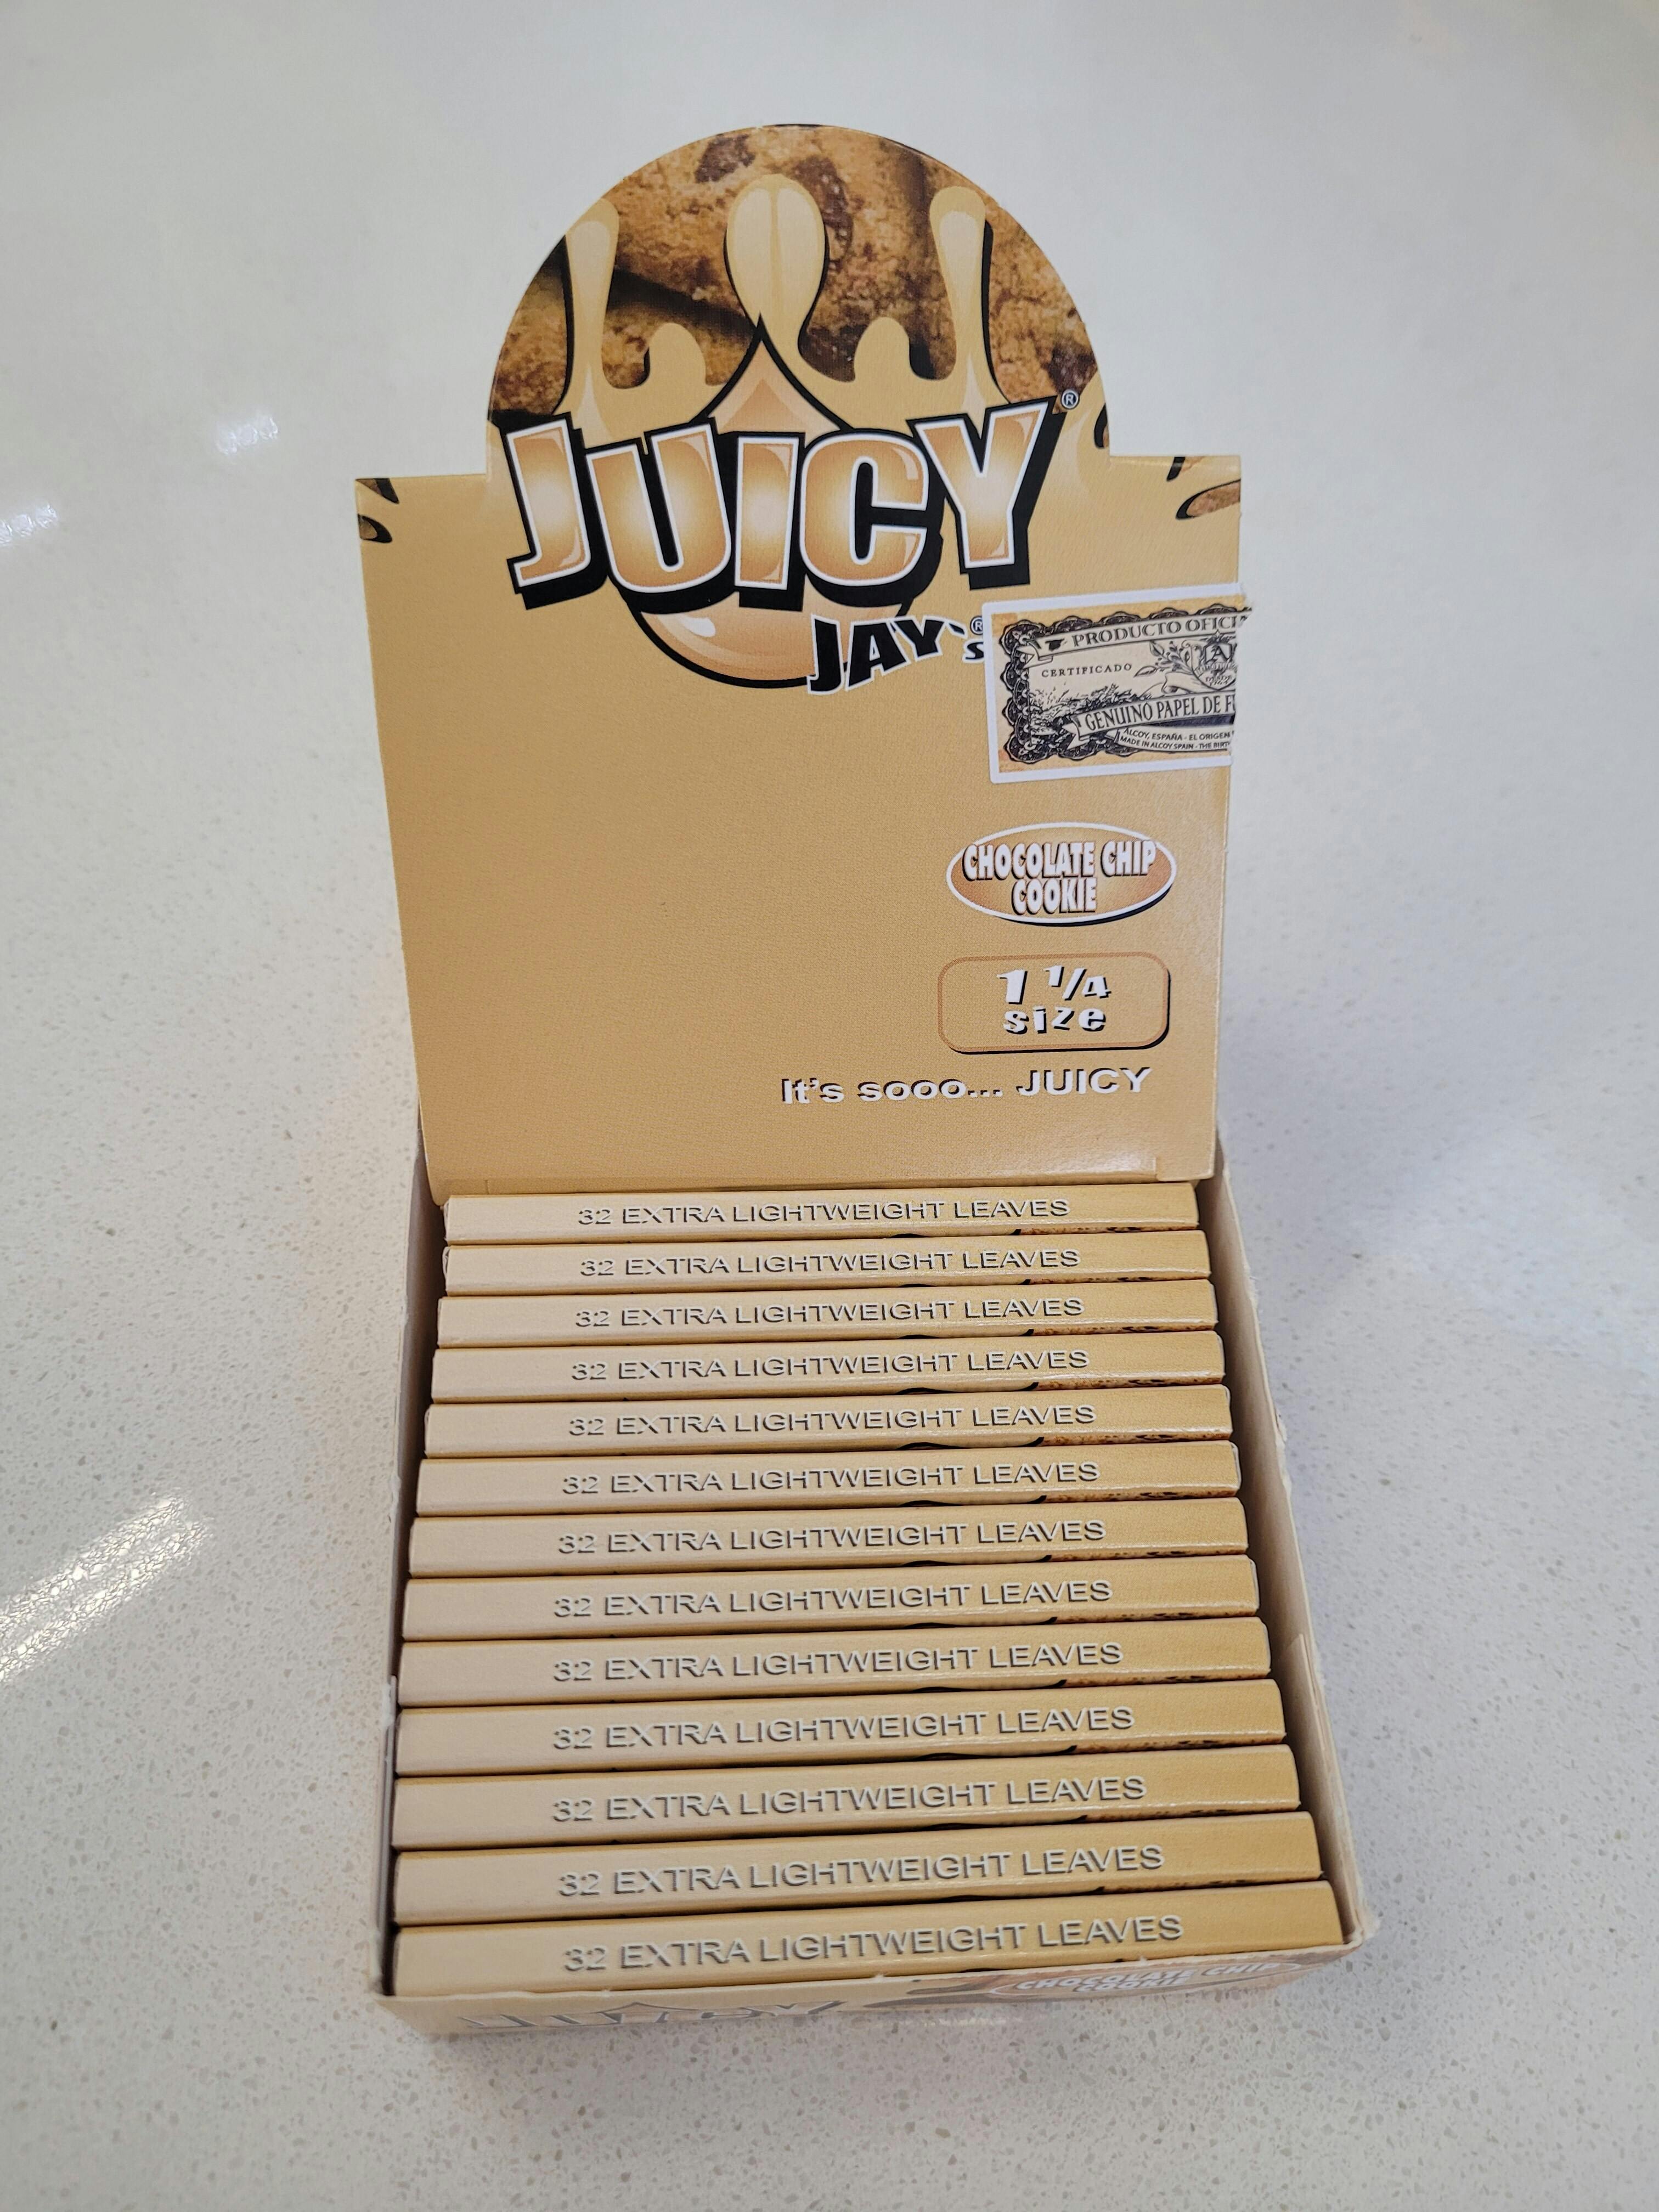 JUICY®
JAY'S®
PRODUCTO OFICI
CERTIFICADO
GENUINO PAPEL DE F
ALCOY, ESPAÑA - EL ORIGEN
MADE IN ALCOY SPAIN - THE BIRT
CHOCOLATE CHIP
COOKIE
1 1/4
size
It's sooo... JUICY
32 EXTRA LIGHTWEIGHT LEAVES
32 EXTRA LIGHTWEIGHT LEAVES
32 EXTRA LIGHTWEIGHT LEAVES
32 EXTRA LIGHTWEIGHT LEAVES
32 EXTRA LIGHTWEIGHT LEAVES
32 EXTRA LIGHTWEIGHT LEAVES
32 EXTRA LIGHTWEIGHT LEAVES
32 EXTRA LIGHTWEIGHT LEAVES
32 EXTRA LIGHTWEIGHT LEAVES
32 EXTRA LIGHTWEIGHT LEAVES
32 EXTRA LIGHTWEIGHT LEAVES
32 EXTRA LIGHTWEIGHT LEAVES
32 EXTRA LIGHTWEIGHT LEAVES
JUICY
CHOCOLATE CHIP
COOKIE